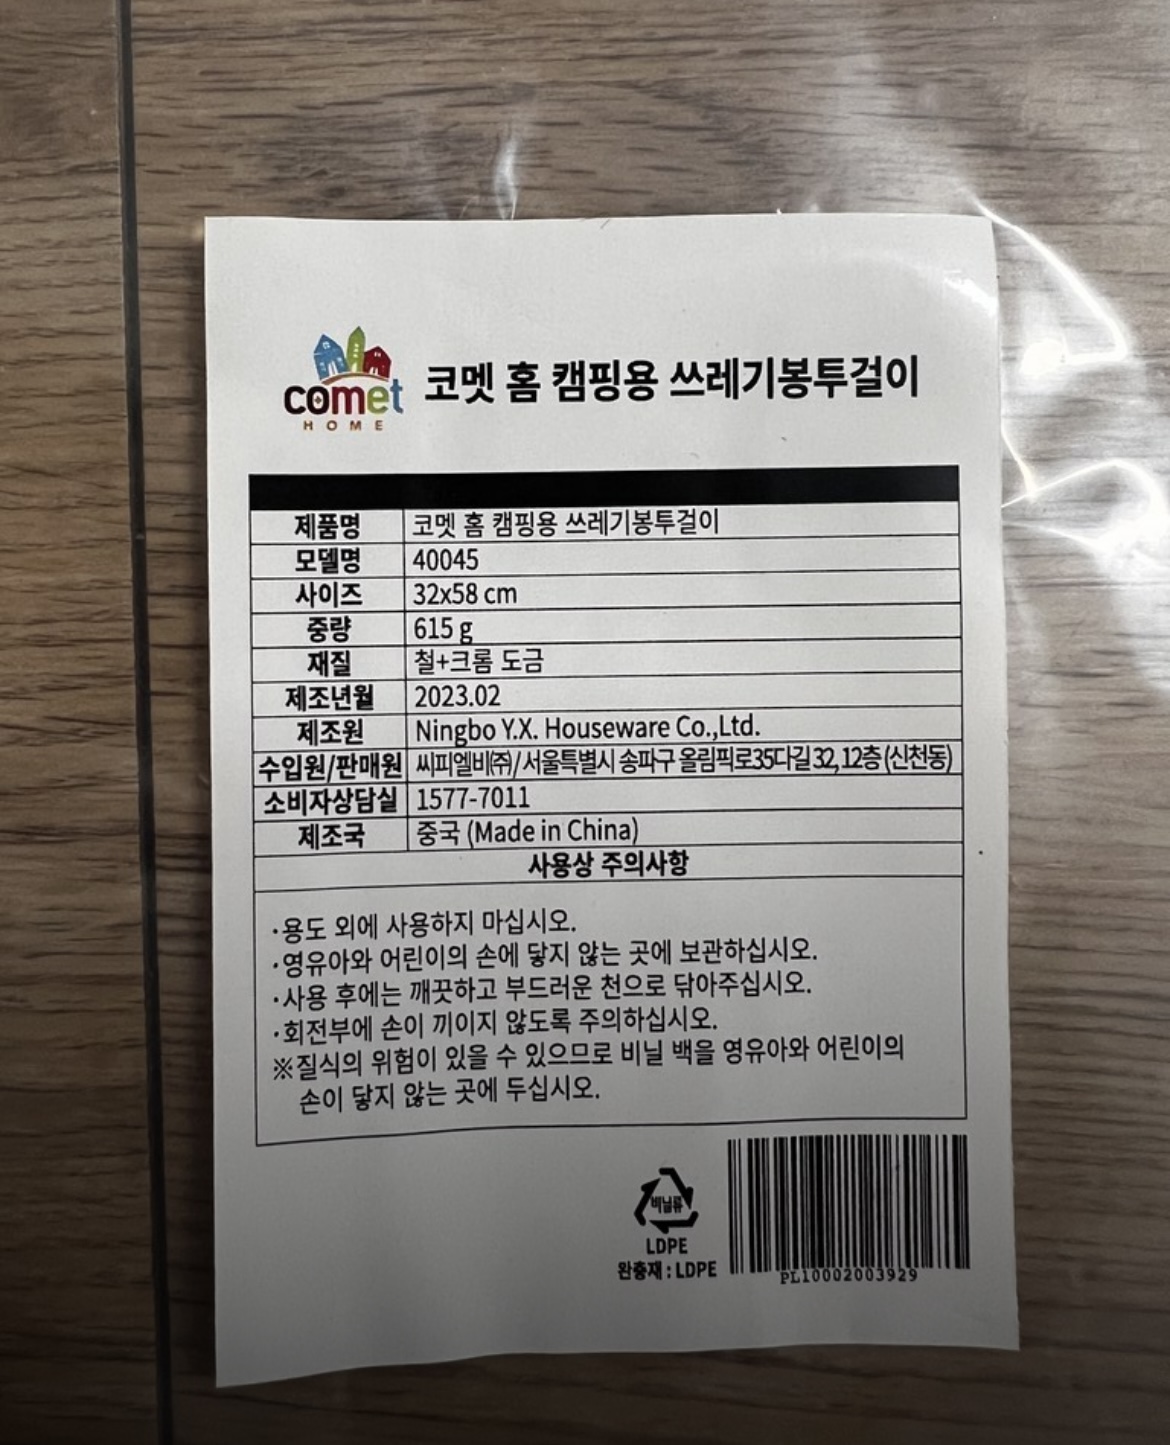 comet
HOME
코멧 홈 캠핑용 쓰레기봉투걸이
제품명 코멧 홈 캠핑용 쓰레기봉투걸이
모델명 40045
사이즈 32x58 cm
중량 615 g
재질 철+크롬 도금
제조년월 2023.02
제조원 Ningbo Y.X. Houseware Co.,Ltd.
수입원/판매원 씨피엘비㈜/ 서울특별시 송파구 올림픽로35다길 32, 12층 (신천동)
소비자상담실 1577-7011
제조국 중국 (Made in China)
사용상 주의사항
·용도 외에 사용하지 마십시오.
·영유아와 어린이의 손에 닿지 않는 곳에 보관하십시오.
·사용 후에는 깨끗하고 부드러운 천으로 닦아주십시오.
·회전부에 손이 끼이지 않도록 주의하십시오.
※질식의 위험이 있을 수 있으므로 비닐 백을 영유아와 어린이의
손이 닿지 않는 곳에 두십시오.
비닐류
LDPE
완충재 : LDPE
PL10002003929